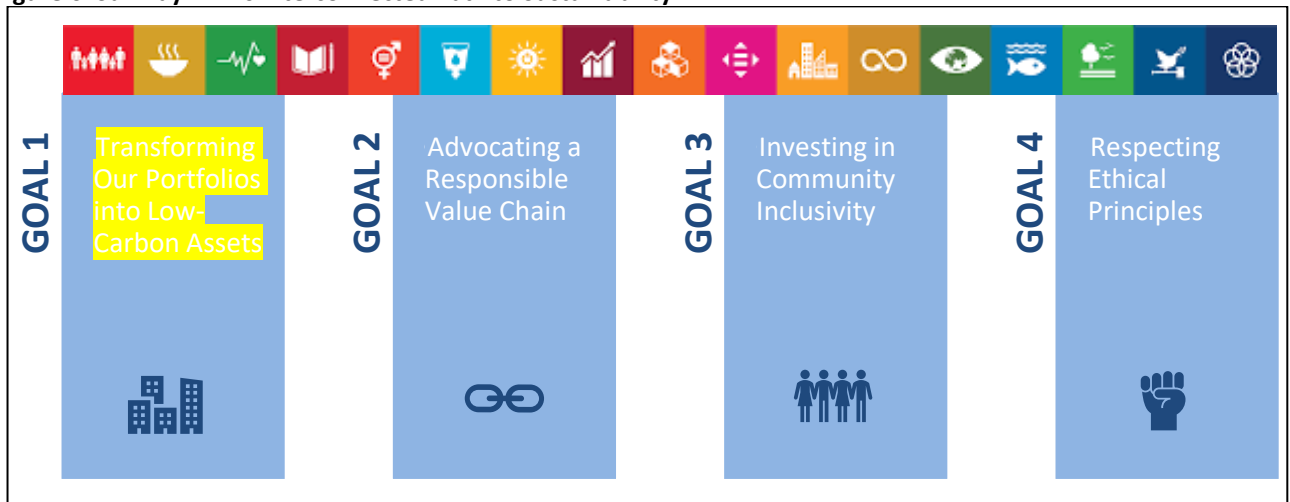 GOAL 1
Transforming
Our Portfolios
into Low-
Carbon Assets
GOAL 2
Advocating a
Responsible
Value Chain
GOAL 3
Investing in
Community
Inclusivity
GOAL 4
Respecting
Ethical
Principles